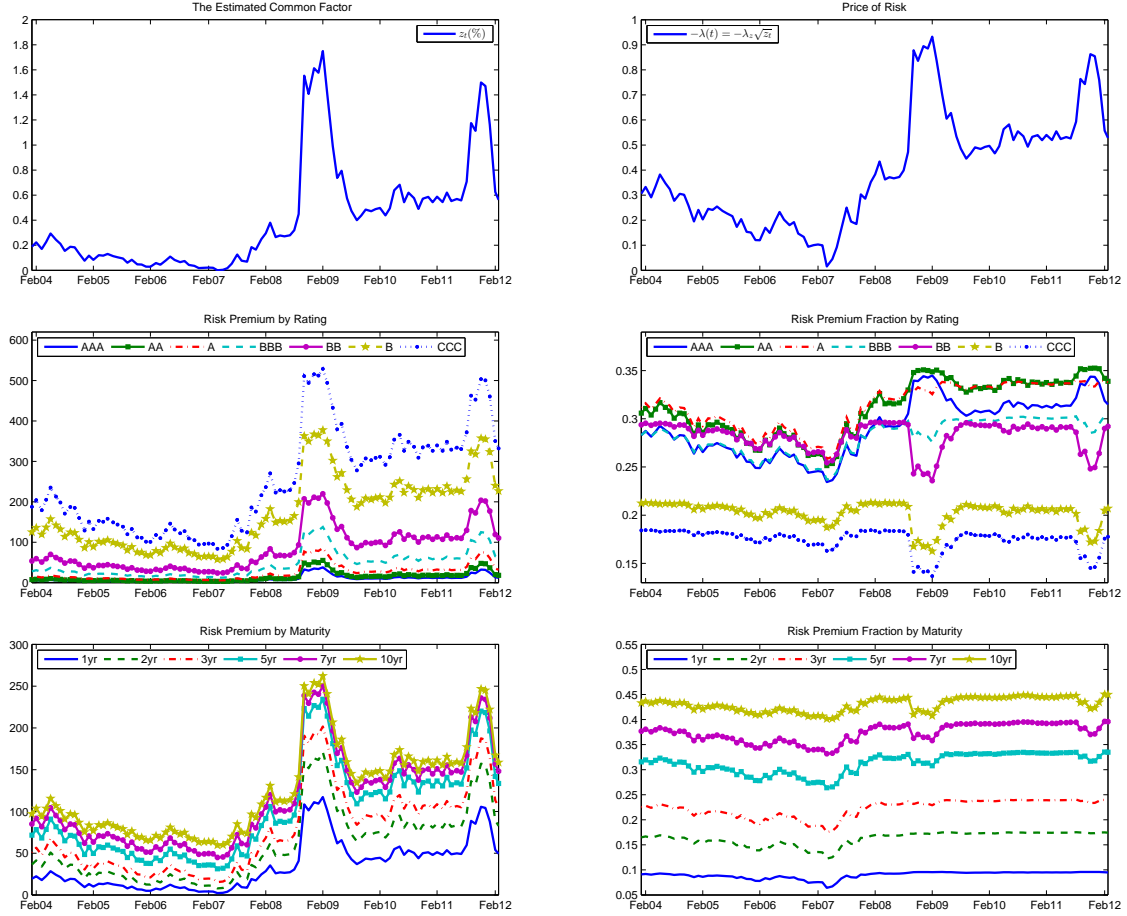 The Estimated Common Factor
2
1.8
1.6
1.4
1.2
1
0.8
0.6
0.4
0.2
0
z_t(%)
Feb04 Feb05 Feb06 Feb07 Feb08 Feb09 Feb10 Feb11 Feb12
Price of Risk
1
0.9
0.8
0.7
0.6
0.5
0.4
0.3
0.2
0.1
0
−λ(t) = −λ_z√z_t
Feb04 Feb05 Feb06 Feb07 Feb08 Feb09 Feb10 Feb11 Feb12
Risk Premium by Rating
600
500
400
300
200
100
0
AAA AA A BBB BB B CCC
Feb04 Feb05 Feb06 Feb07 Feb08 Feb09 Feb10 Feb11 Feb12
Risk Premium Fraction by Rating
0.35
0.3
0.25
0.2
0.15
AAA AA A BBB BB B CCC
Feb04 Feb05 Feb06 Feb07 Feb08 Feb09 Feb10 Feb11 Feb12
Risk Premium by Maturity
300
250
200
150
100
50
0
1yr 2yr 3yr 5yr 7yr 10yr
Feb04 Feb05 Feb06 Feb07 Feb08 Feb09 Feb10 Feb11 Feb12
Risk Premium Fraction by Maturity
0.55
0.5
0.45
0.4
0.35
0.3
0.25
0.2
0.15
0.1
0.05
1yr 2yr 3yr 5yr 7yr 10yr
Feb04 Feb05 Feb06 Feb07 Feb08 Feb09 Feb10 Feb11 Feb12